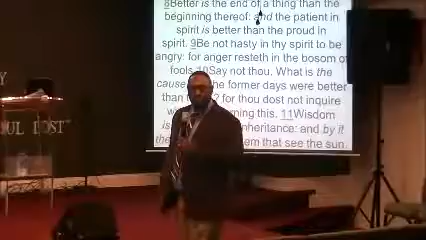 8Better is the end of a thing than the
beginning thereof: and the patient in
spirit is better than the proud in
spirit. 9Be not hasty in thy spirit to be
angry: for anger resteth in the bosom of
fools. 10Say not thou, What is the
cause the former days were better
than ? for thou dost not inquire
this. 11Wisdom
inheritance: and by it
that see the sun.
Y
OUL LOST"